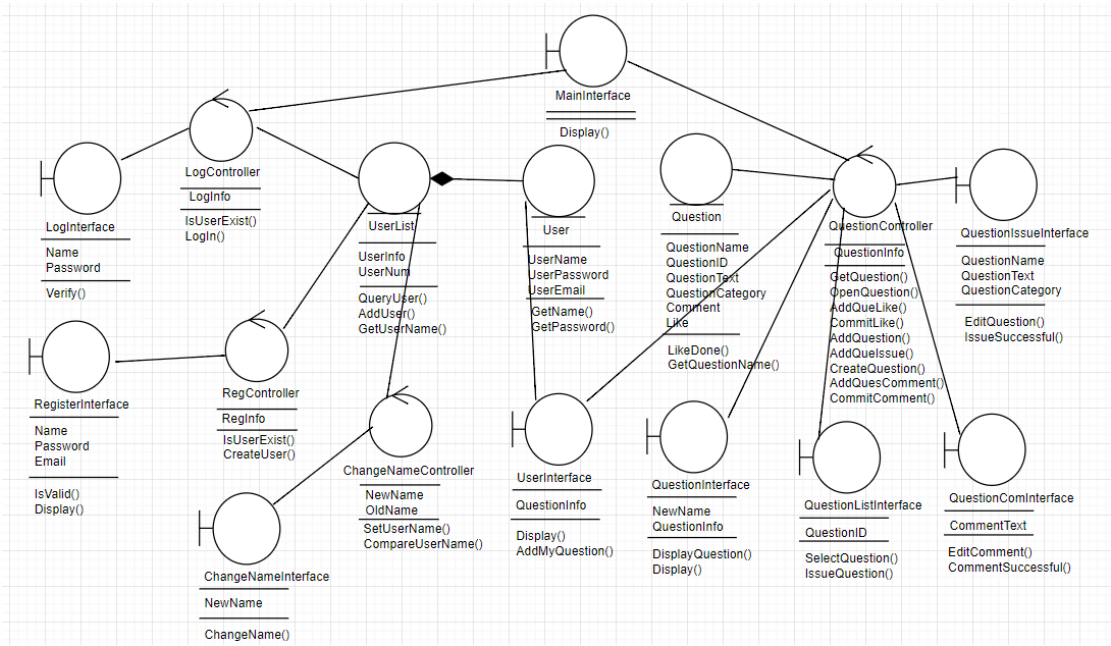 MainInterface
Display()
LogController
LogInfo
IsUserExist()
LogIn()
LogInterface
Name
Password
Verify()
UserList
UserInfo
UserNum
QueryUser()
AddUser()
GetUserName()
User
UserName
UserPassword
UserEmail
GetName()
GetPassword()
Question
QuestionName
QuestionID
QuestionText
QuestionCategory
Comment
Like
LikeDone()
GetQuestionName()
QuestionController
QuestionInfo
GetQuestion()
OpenQuestion()
AddQueLike()
CommitLike()
AddQuestion()
AddQueIssue()
CreateQuestion()
AddQuesComment()
CommitComment()
QuestionIssueInterface
QuestionName
QuestionText
QuestionCategory
EditQuestion()
IssueSuccessful()
RegisterInterface
Name
Password
Email
IsValid()
Display()
RegController
RegInfo
IsUserExist()
CreateUser()
ChangeNameController
NewName
OldName
SetUserName()
CompareUserName()
UserInterface
QuestionInfo
Display()
AddMyQuestion()
QuestionInterface
NewName
QuestionInfo
DisplayQuestion()
Display()
QuestionListInterface
QuestionID
SelectQuestion()
IssueQuestion()
QuestionComInterface
CommentText
EditComment()
CommentSuccessful()
ChangeNameInterface
NewName
ChangeName()